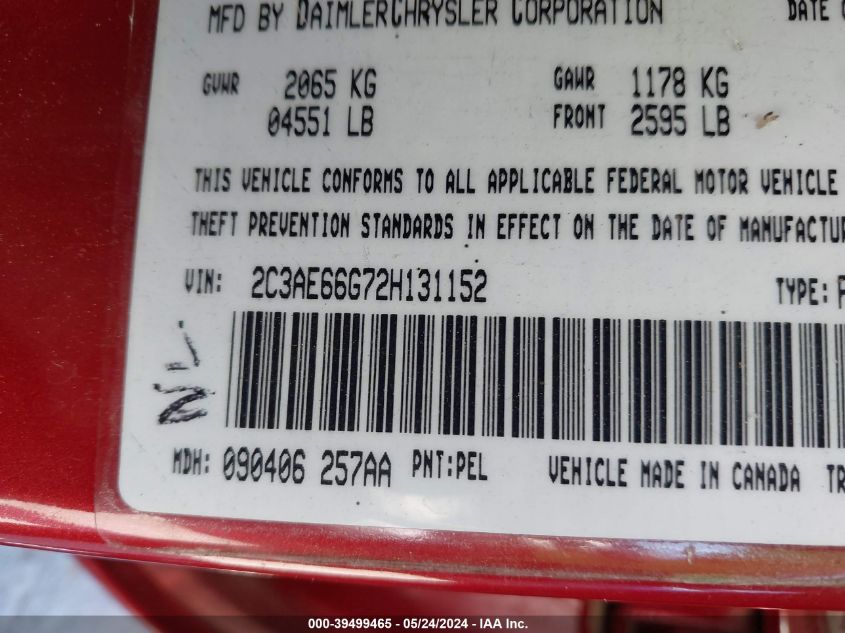 MFD BY DAIMLERCHRYSLER CORPORATION DATE
GVWR 2065 KG GAWR 1178 KG
04551 LB FRONT 2595 LB
THIS VEHICLE CONFORMS TO ALL APPLICABLE FEDERAL MOTOR VEHICLE
THEFT PREVENTION STANDARDS IN EFFECT ON THE DATE OF MANUFACTUR
VIN: 2C3AE66G72H131152 TYPE: P
MDH: 090406 257AA PNT:PEL VEHICLE MADE IN CANADA TR
000-39499465 - 05/24/2024 - IAA Inc.